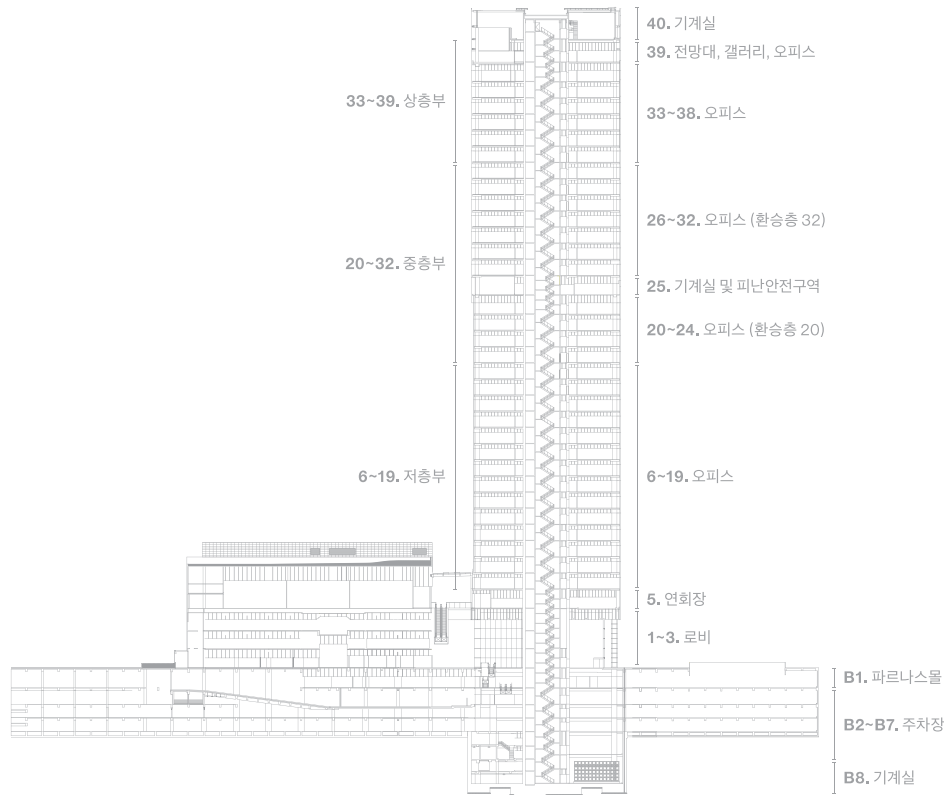 40. 기계실
39. 전망대, 갤러리, 오피스
33~39. 상층부
33~38. 오피스
26~32. 오피스 (환승층 32)
20~32. 중층부
25. 기계실 및 피난안전구역
20~24. 오피스 (환승층 20)
6~19. 저층부
6~19. 오피스
5. 연회장
1~3. 로비
B1. 파르나스몰
B2~B7. 주차장
B8. 기계실